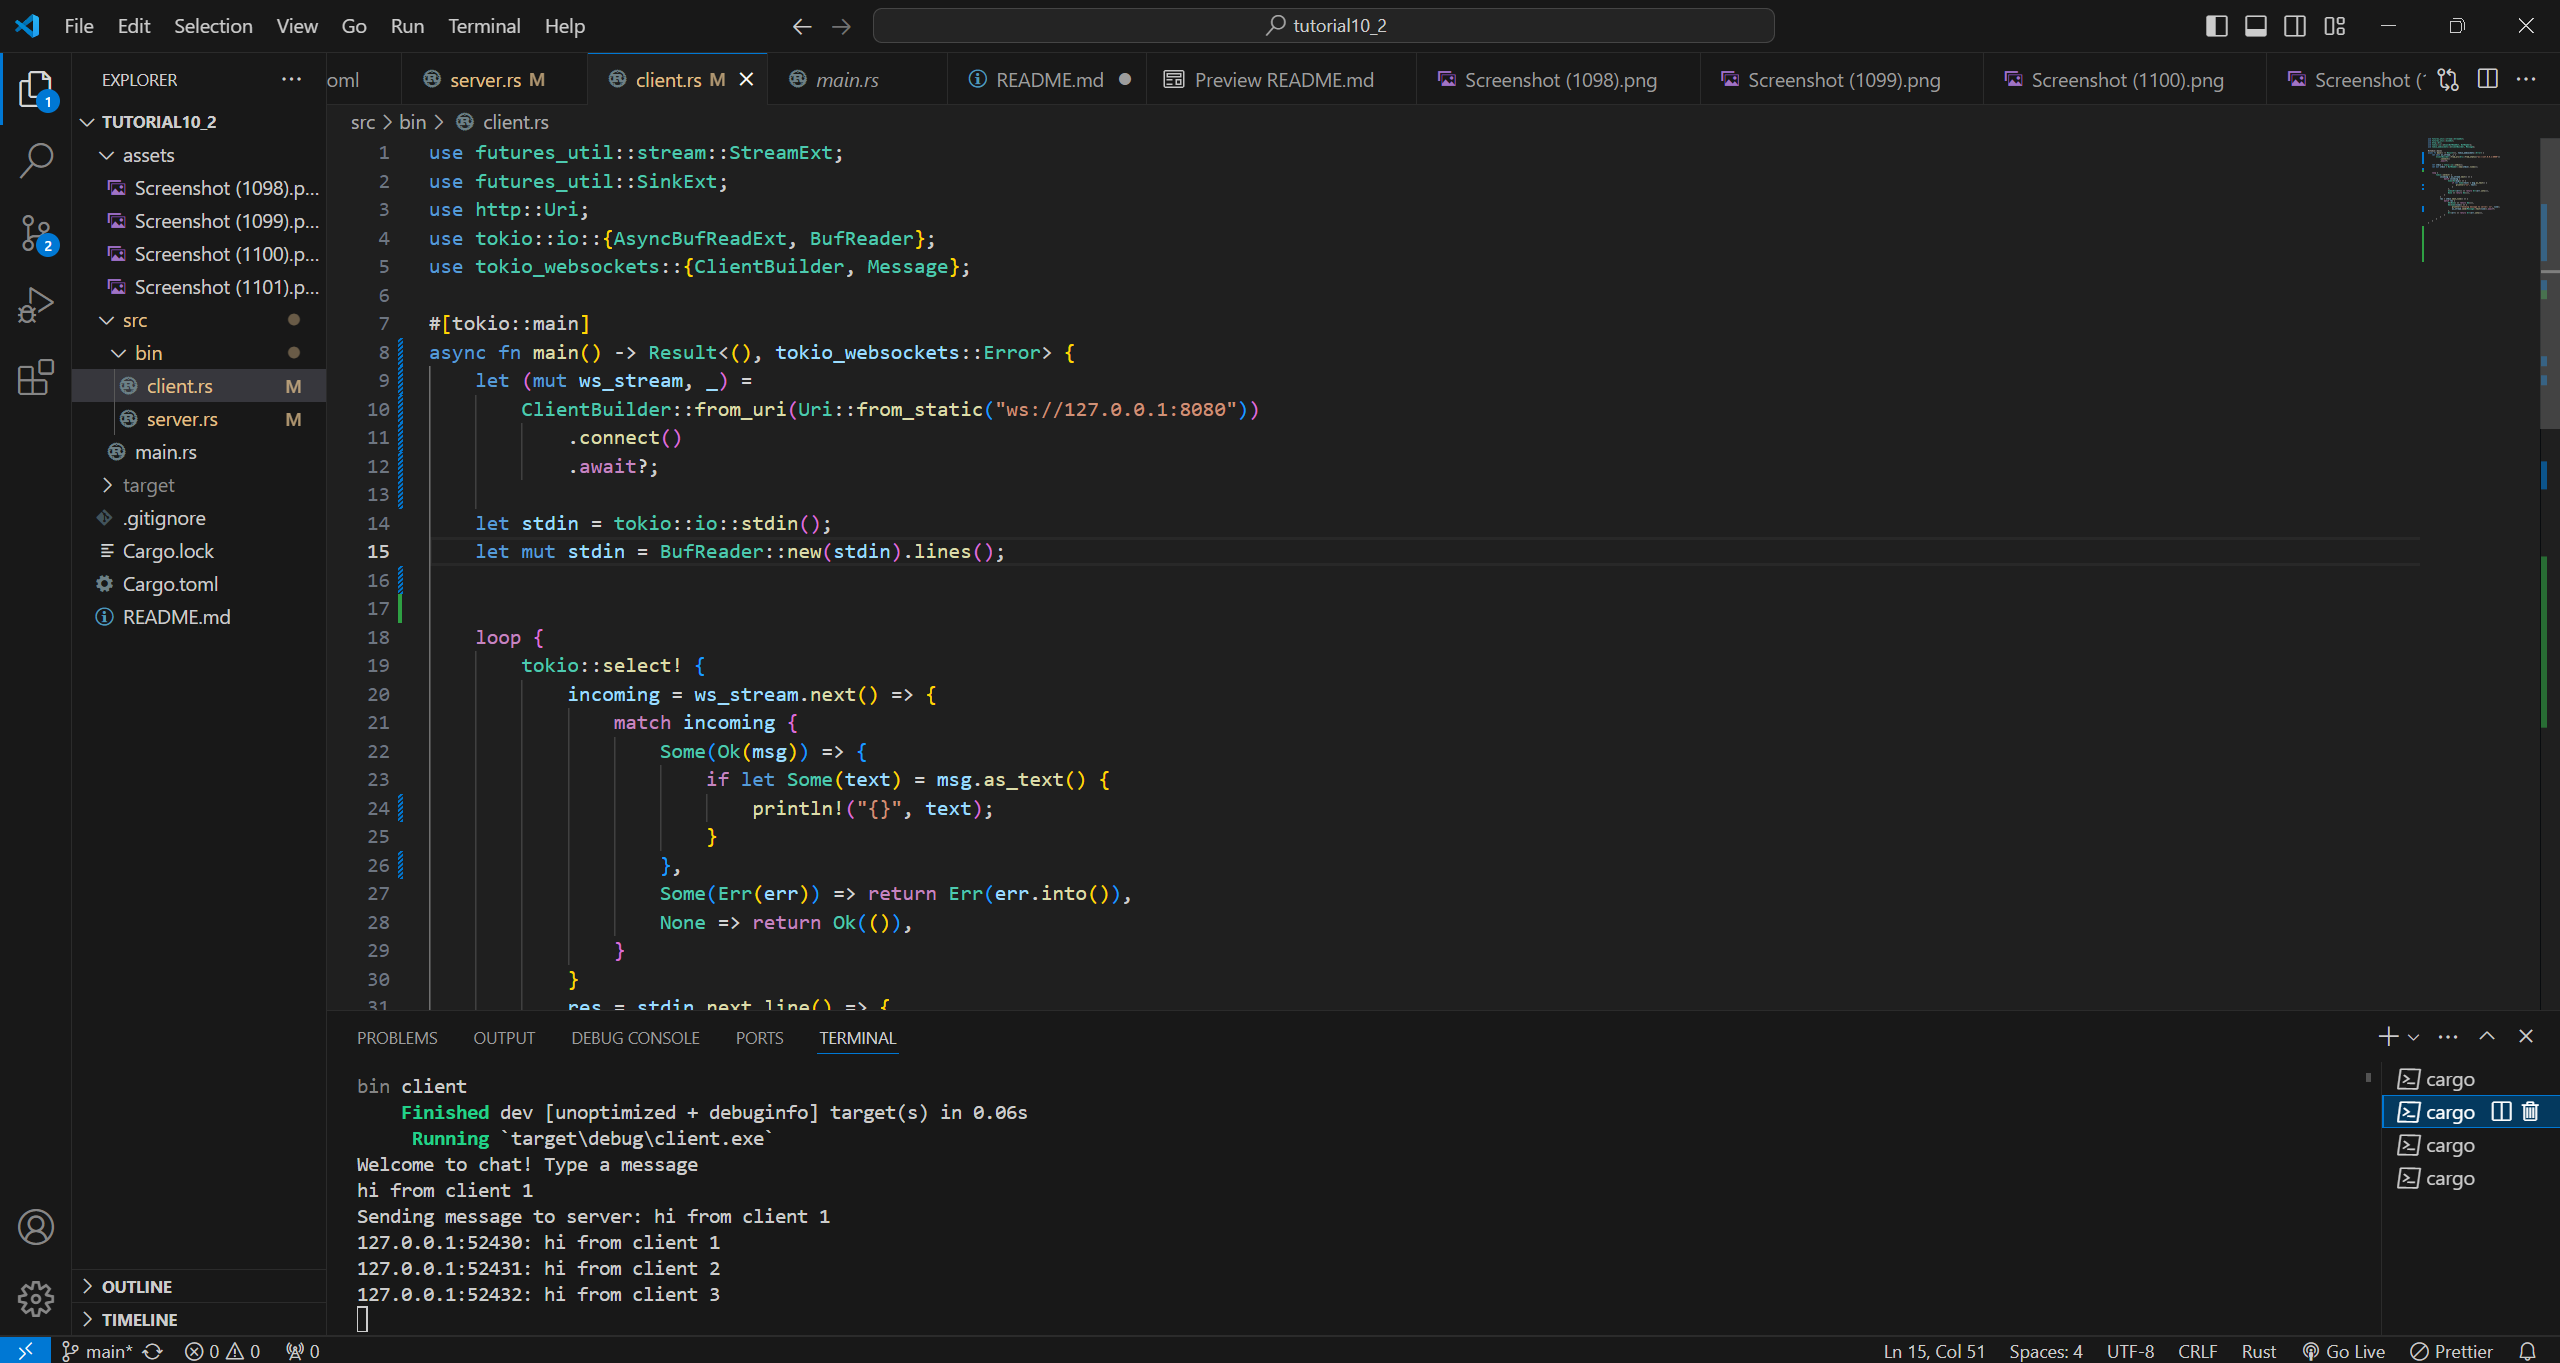 File Edit Selection View Go Run Terminal Help
tutorial10_2
EXPLORER
oml
server.rs M
client.rs M
main.rs
README.md
Preview README.md
Screenshot (1098).png
Screenshot (1099).png
Screenshot (1100).png
Screenshot (
1
2
TUTORIAL10_2
assets
Screenshot (1098).p...
Screenshot (1099).p...
Screenshot (1100).p...
Screenshot (1101).p...
src
bin
client.rs M
server.rs M
main.rs
target
.gitignore
Cargo.lock
Cargo.toml
README.md
OUTLINE
TIMELINE
src > bin > client.rs
1 use futures_util::stream::StreamExt;
2 use futures_util::SinkExt;
3 use http::Uri;
4 use tokio::io::{AsyncBufReadExt, BufReader};
5 use tokio_websockets::{ClientBuilder, Message};
6
7 #[tokio::main]
8 async fn main() -> Result<(), tokio_websockets::Error> {
9 let (mut ws_stream, _) =
10 ClientBuilder::from_uri(Uri::from_static("ws://127.0.0.1:8080"))
11 .connect()
12 .await?;
13
14 let stdin = tokio::io::stdin();
15 let mut stdin = BufReader::new(stdin).lines();
16
17
18 loop {
19 tokio::select! {
20 incoming = ws_stream.next() => {
21 match incoming {
22 Some(Ok(msg)) => {
23 if let Some(text) = msg.as_text() {
24 println!("{}", text);
25 }
26 },
27 Some(Err(err)) => return Err(err.into()),
28 None => return Ok(()),
29 }
30 }
31 res = stdin.next_line() => {
PROBLEMS OUTPUT DEBUG CONSOLE PORTS TERMINAL
bin client
Finished dev [unoptimized + debuginfo] target(s) in 0.06s
Running `target\debug\client.exe`
Welcome to chat! Type a message
hi from client 1
Sending message to server: hi from client 1
127.0.0.1:52430: hi from client 1
127.0.0.1:52431: hi from client 2
127.0.0.1:52432: hi from client 3
cargo
cargo
cargo
cargo
main* 0 0 0
Ln 15, Col 51 Spaces: 4 UTF-8 CRLF Rust Go Live Prettier